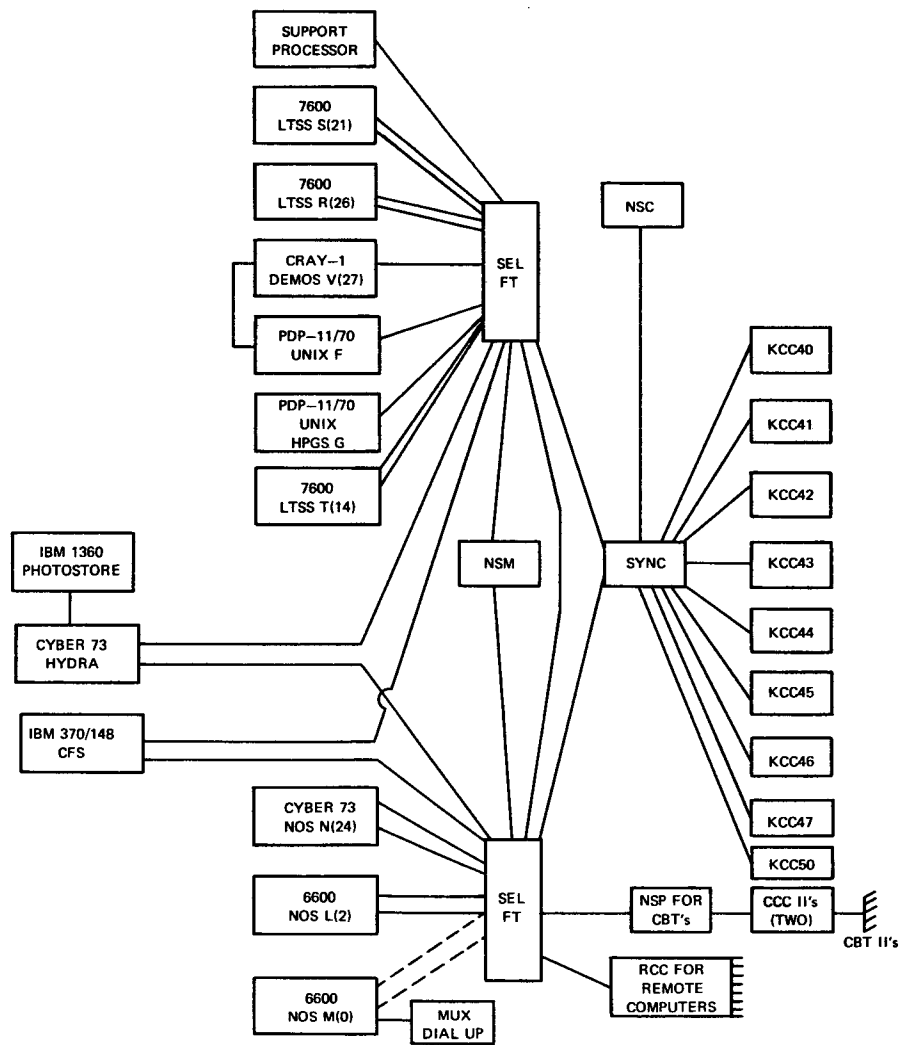 SUPPORT
PROCESSOR
7600
LTSS S(21)
7600
LTSS R(26)
CRAY-1
DEMOS V(27)
PDP-11/70
UNIX F
PDP-11/70
UNIX
HPGS G
7600
LTSS T(14)
SEL
FT
NSC
KCC40
KCC41
KCC42
KCC43
KCC44
KCC45
KCC46
KCC47
KCC50
NSM
SYNC
IBM 1360
PHOTOSTORE
CYBER 73
HYDRA
IBM 370/148
CFS
CYBER 73
NOS N(24)
6600
NOS L(2)
6600
NOS M(0)
MUX
DIAL UP
SEL
FT
NSP FOR
CBT's
CCC II's
(TWO)
CBT II's
RCC FOR
REMOTE
COMPUTERS